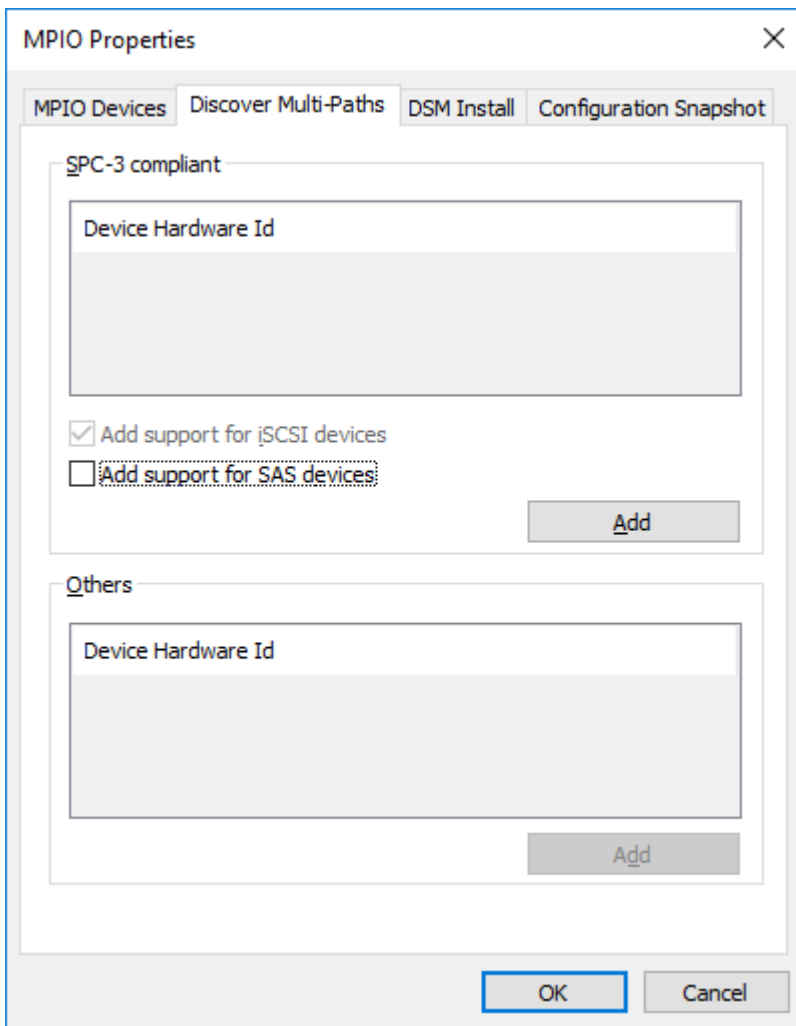 MPIO Properties
MPIO Devices Discover Multi-Paths DSM Install Configuration Snapshot
SPC-3 compliant
Device Hardware Id
Add support for iSCSI devices
Add support for SAS devices
Add
Others
Device Hardware Id
Add
OK Cancel